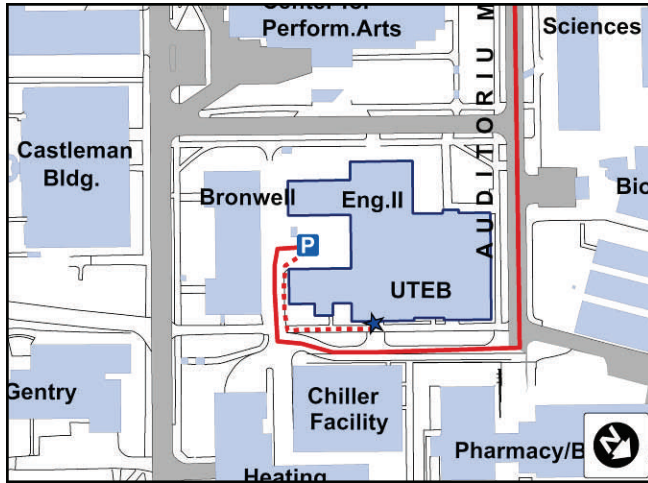 Center for
Perform.Arts
Sciences
AUDITORIUM
Castleman
Bldg.
Bronwell
Eng.II
Bio
P
UTEB
Gentry
Chiller
Facility
Pharmacy/B
Heating